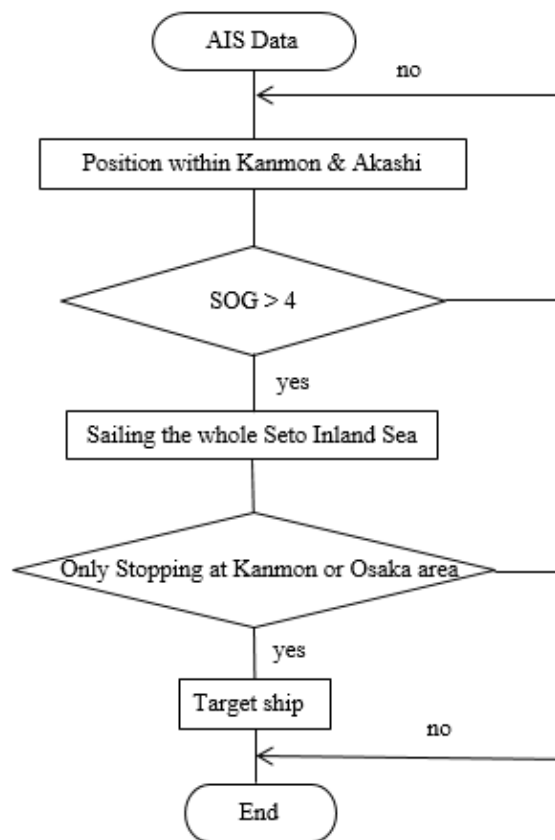 AIS Data
no
Position within Kanmon & Akashi
SOG > 4
yes
Sailing the whole Seto Inland Sea
Only Stopping at Kanmon or Osaka area
yes
Target ship
no
End